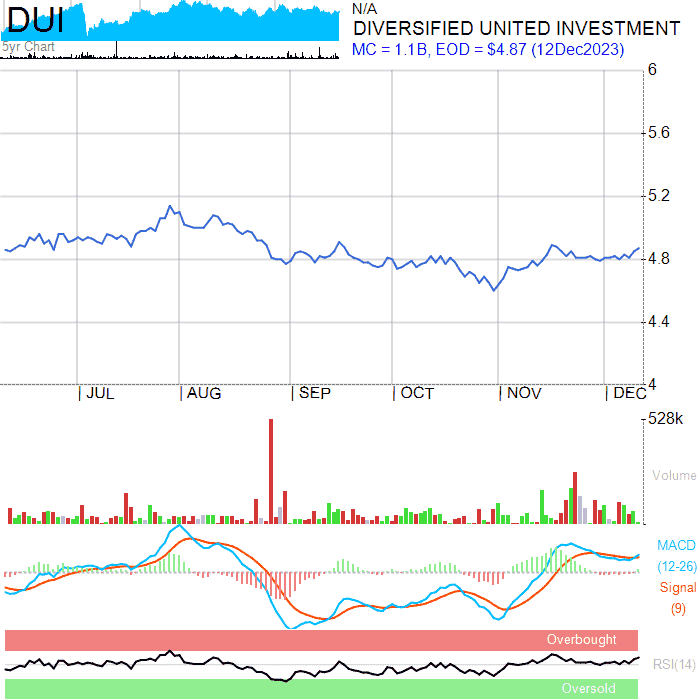 DUI
5yr Chart
N/A
DIVERSIFIED UNITED INVESTMENT
MC = 1.1B, EOD = $4.87 (12Dec2023)
6
5.6
5.2
4.8
4.4
4
JUL AUG SEP OCT NOV DEC
528k
Volume
MACD
(12-26)
Signal
(9)
Overbought
RSI(14)
Oversold